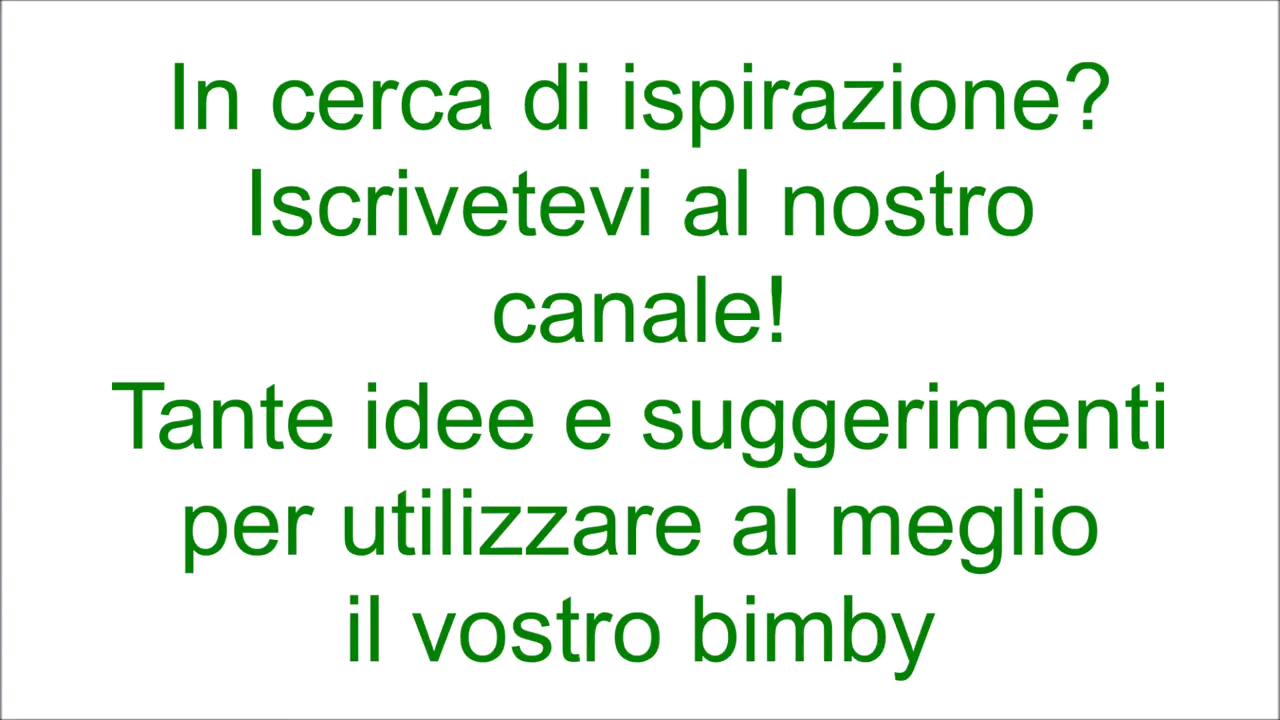 In cerca di ispirazione?
Iscrivetevi al nostro
canale!
Tante idee e suggerimenti
per utilizzare al meglio
il vostro bimby